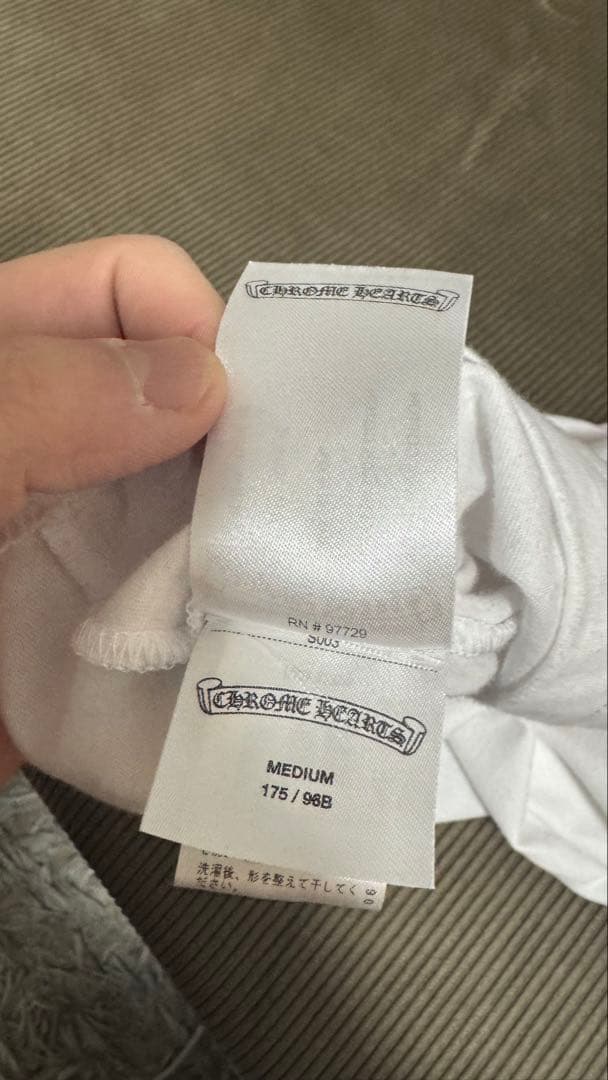 CHROME HEARTS
RN # 97729
S003
CHROME HEARTS
MEDIUM
175 / 96B
洗濯後、形を整えて干してく
ださい。